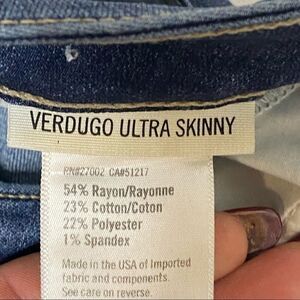 VERDUGO ULTRA SKINNY
RN#27002 CA#51217
54% Rayon/Rayonne
23% Cotton/Coton
22% Polyester
1% Spandex
Made in the USA of Imported
fabric and components.
See care on reverse.